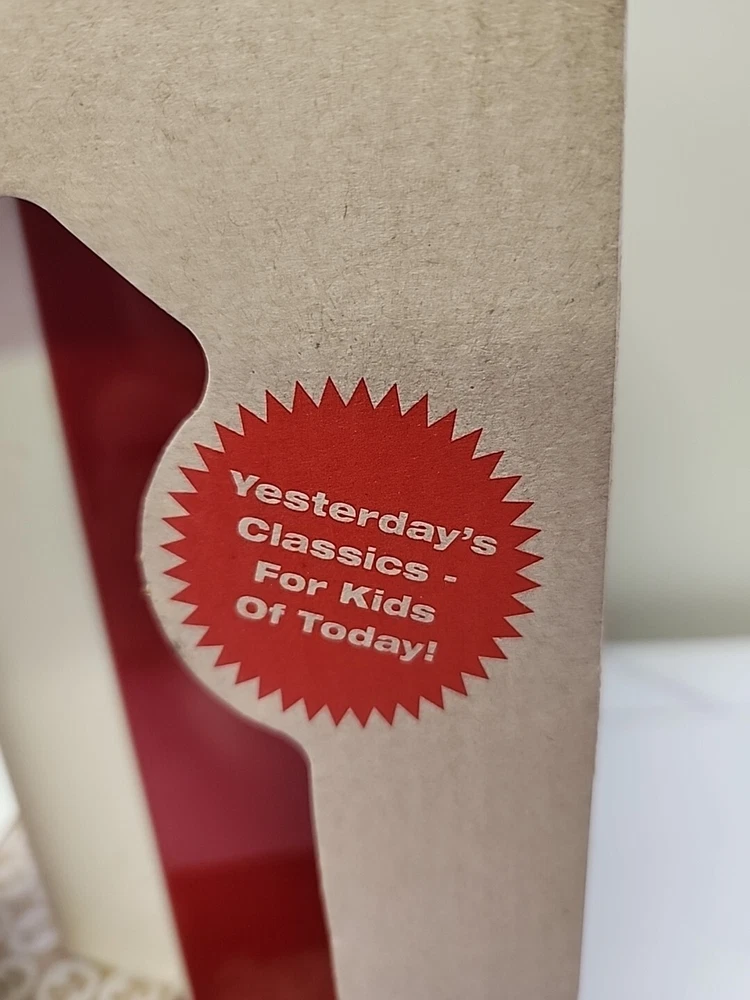 Yesterday's
Classics -
For Kids
Of Today!